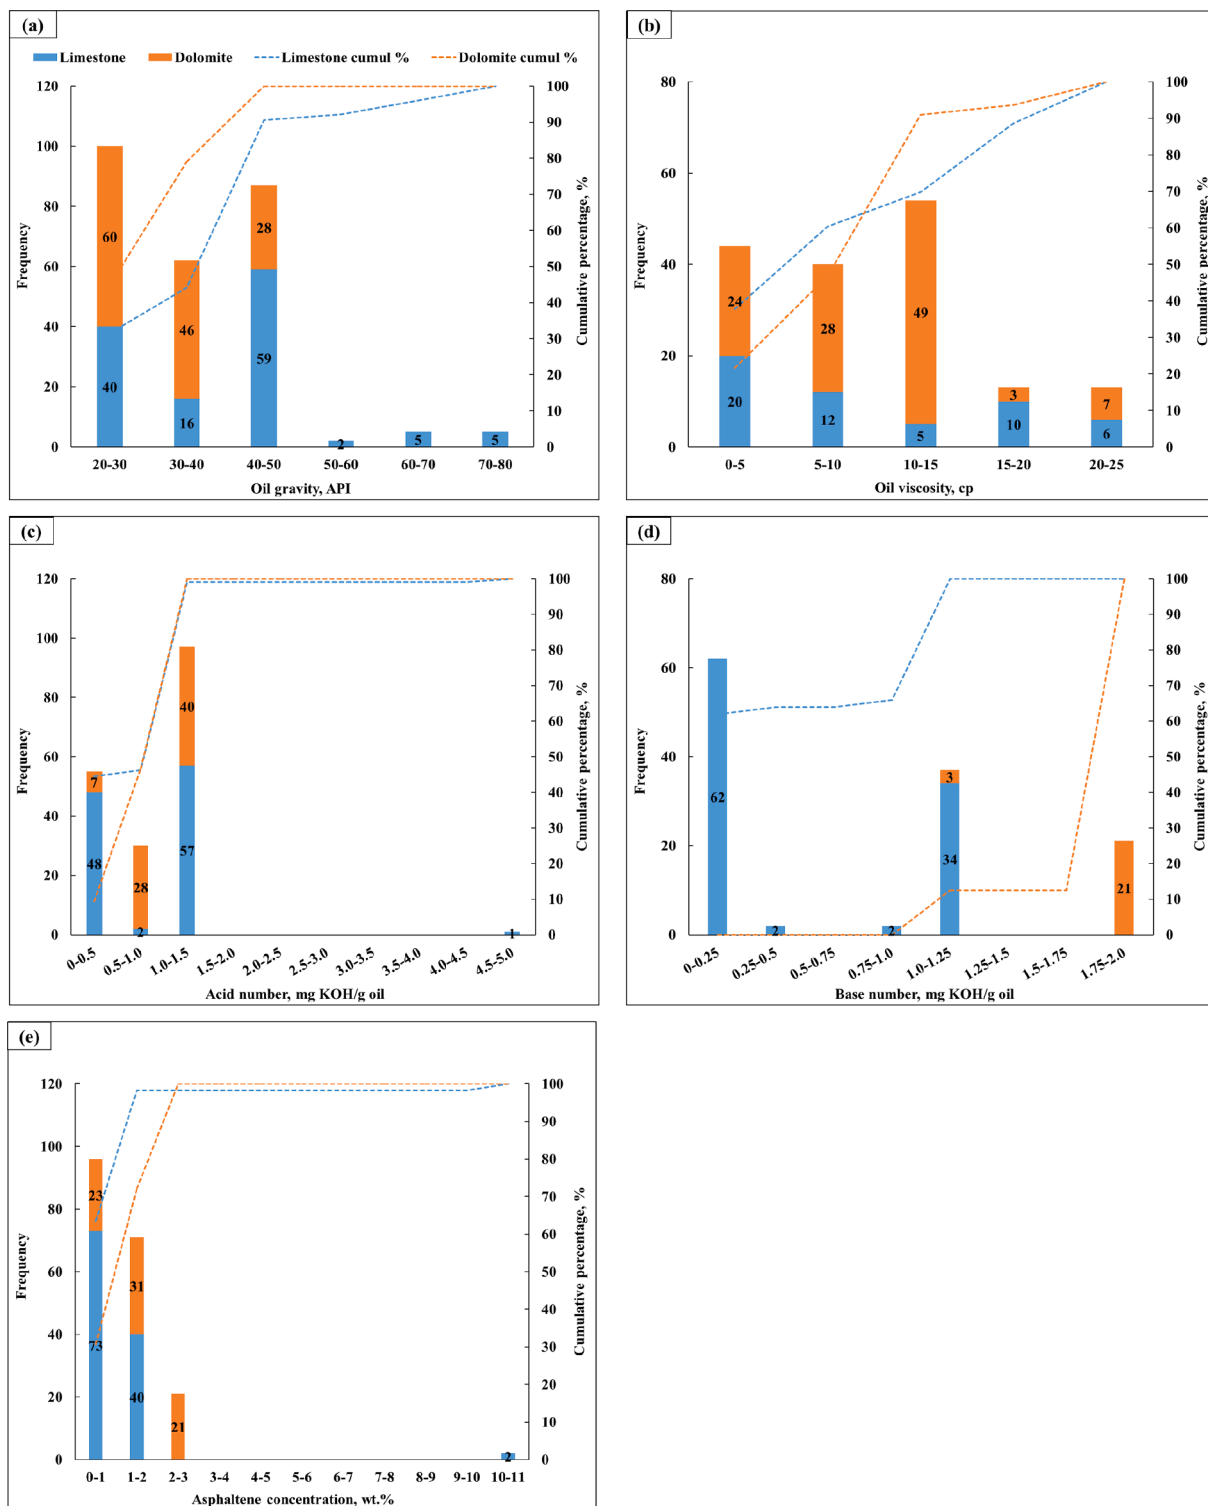 (a)
Limestone Dolomite Limestone cumul % Dolomite cumul %
120 100
90
100 80
70
80 60
60 50
40
40 30
20
20 10
0 0
60 46 28
40 16 59 2 5 5
20-30 30-40 40-50 50-60 60-70 70-80
Oil gravity, API
Frequency
Cumulative percentage, %
(b)
80 100
90
80
60 70
60
40 50
40
20 30
20
10
0 0
24 28 49 3 7
20 12 5 10 6
0-5 5-10 10-15 15-20 20-25
Oil viscosity, cp
Frequency
Cumulative percentage, %
(c)
120 100
90
100 80
70
80 60
60 50
40
40 30
20
20 10
0 0
7 28 40
48 2 57 1
0-0.5 0.5-1.0 1.0-1.5 1.5-2.0 2.0-2.5 2.5-3.0 3.0-3.5 3.5-4.0 4.0-4.5 4.5-5.0
Acid number, mg KOH/g oil
Frequency
Cumulative percentage, %
(d)
80 100
90
80
60 70
60
40 50
40
20 30
20
10
0 0
3 21
62 2 2 34
0-0.25 0.25-0.5 0.5-0.75 0.75-1.0 1.0-1.25 1.25-1.5 1.5-1.75 1.75-2.0
Base number, mg KOH/g oil
Frequency
Cumulative percentage, %
(e)
120 100
90
100 80
70
80 60
60 50
40
40 30
20
20 10
0 0
23 31 21
73 40 2
0-1 1-2 2-3 3-4 4-5 5-6 6-7 7-8 8-9 9-10 10-11
Asphaltene concentration, wt.%
Frequency
Cumulative percentage, %